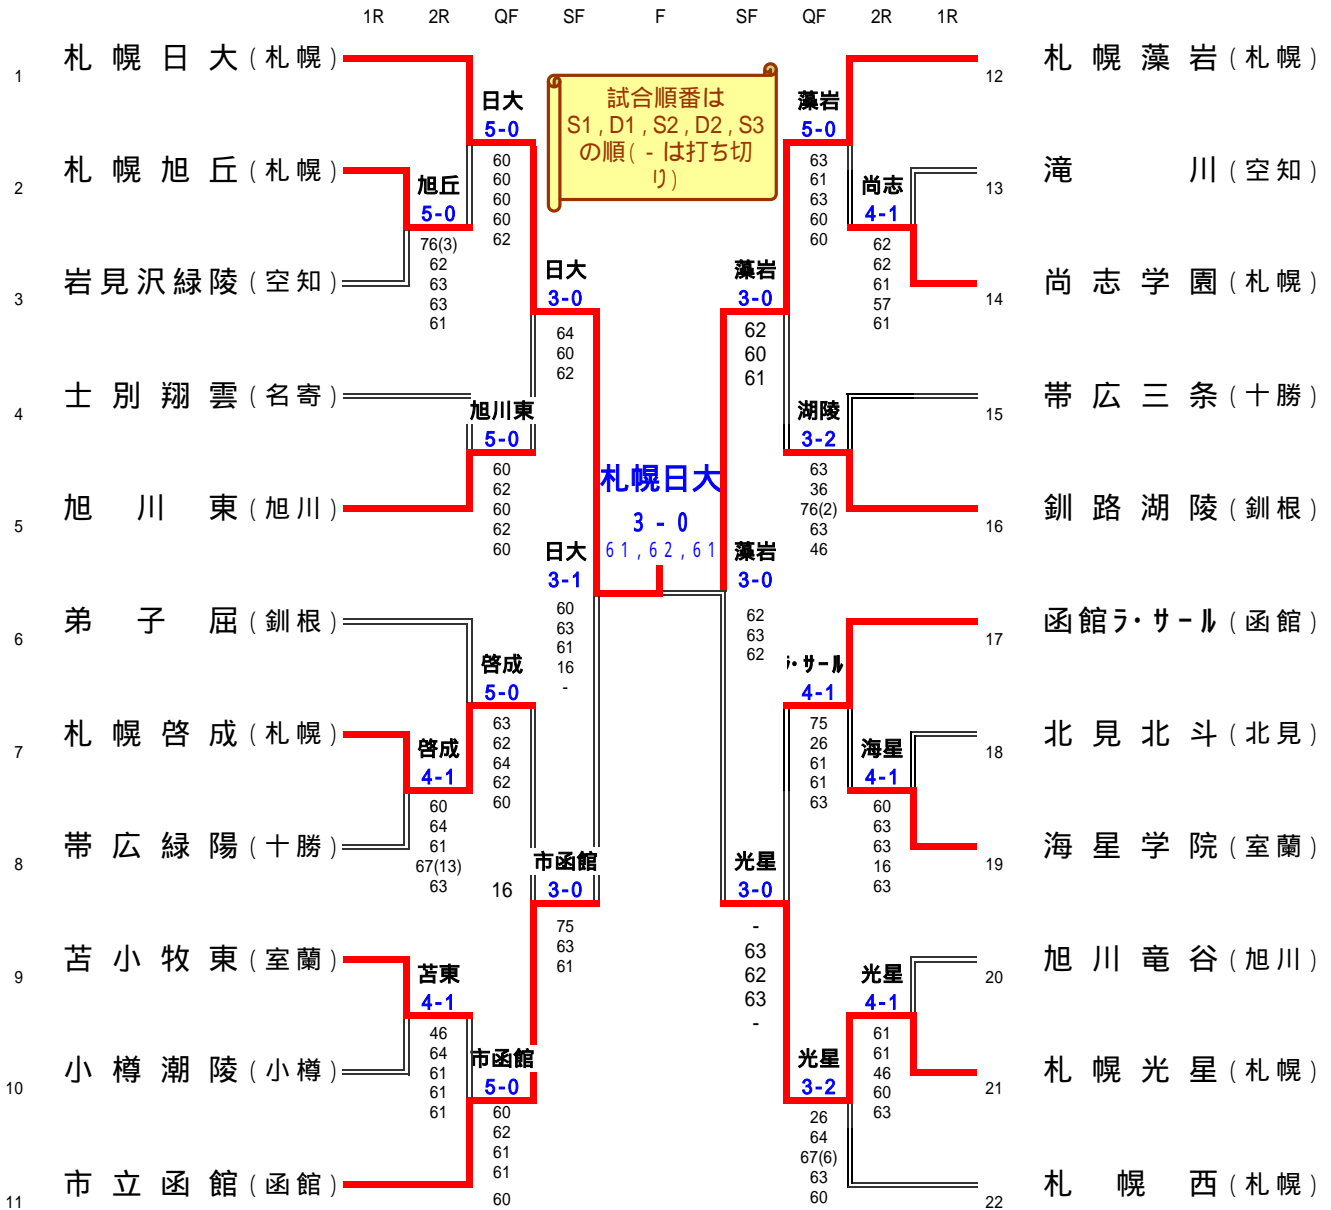 1R 2R QF SF F SF QF 2R 1R
1 札幌日大(札幌)
2 札幌旭丘(札幌)
3 岩見沢緑陵(空知)
4 士別翔雲(名寄)
5 旭川東(旭川)
6 弟子屈(釧根)
7 札幌啓成(札幌)
8 帯広緑陽(十勝)
9 苫小牧東(室蘭)
10 小樽潮陵(小樽)
11 市立函館(函館)
旭丘
5-0
76(3)
62
63
63
61
啓成
4-1
60
64
61
67(13)
63
苫東
4-1
46
64
61
61
61
日大
5-0
60
60
60
60
62
旭川東
5-0
60
62
60
62
60
啓成
5-0
63
62
64
62
60
16
市函館
5-0
60
62
61
61
60
日大
3-0
64
60
62
市函館
3-0
75
63
61
日大
3-1
60
63
61
16
-
試合順番は
S1,D1,S2,D2,S3
の順(-は打ち切
り)
札幌日大
3-0
61,62,61
藻岩
3-0
62
60
61
藻岩
3-0
62
63
62
光星
3-0
-
63
62
63
-
藻岩
5-0
63
61
63
60
60
湖陵
3-2
63
36
76(2)
63
46
ラ・サール
4-1
75
26
61
61
63
光星
3-2
26
64
67(6)
63
60
尚志
4-1
62
62
61
57
61
海星
4-1
60
63
63
16
63
光星
4-1
61
61
46
60
63
12 札幌藻岩(札幌)
13 滝川(空知)
14 尚志学園(札幌)
15 帯広三条(十勝)
16 釧路湖陵(釧根)
17 函館ラ・サール(函館)
18 北見北斗(北見)
19 海星学院(室蘭)
20 旭川竜谷(旭川)
21 札幌光星(札幌)
22 札幌西(札幌)